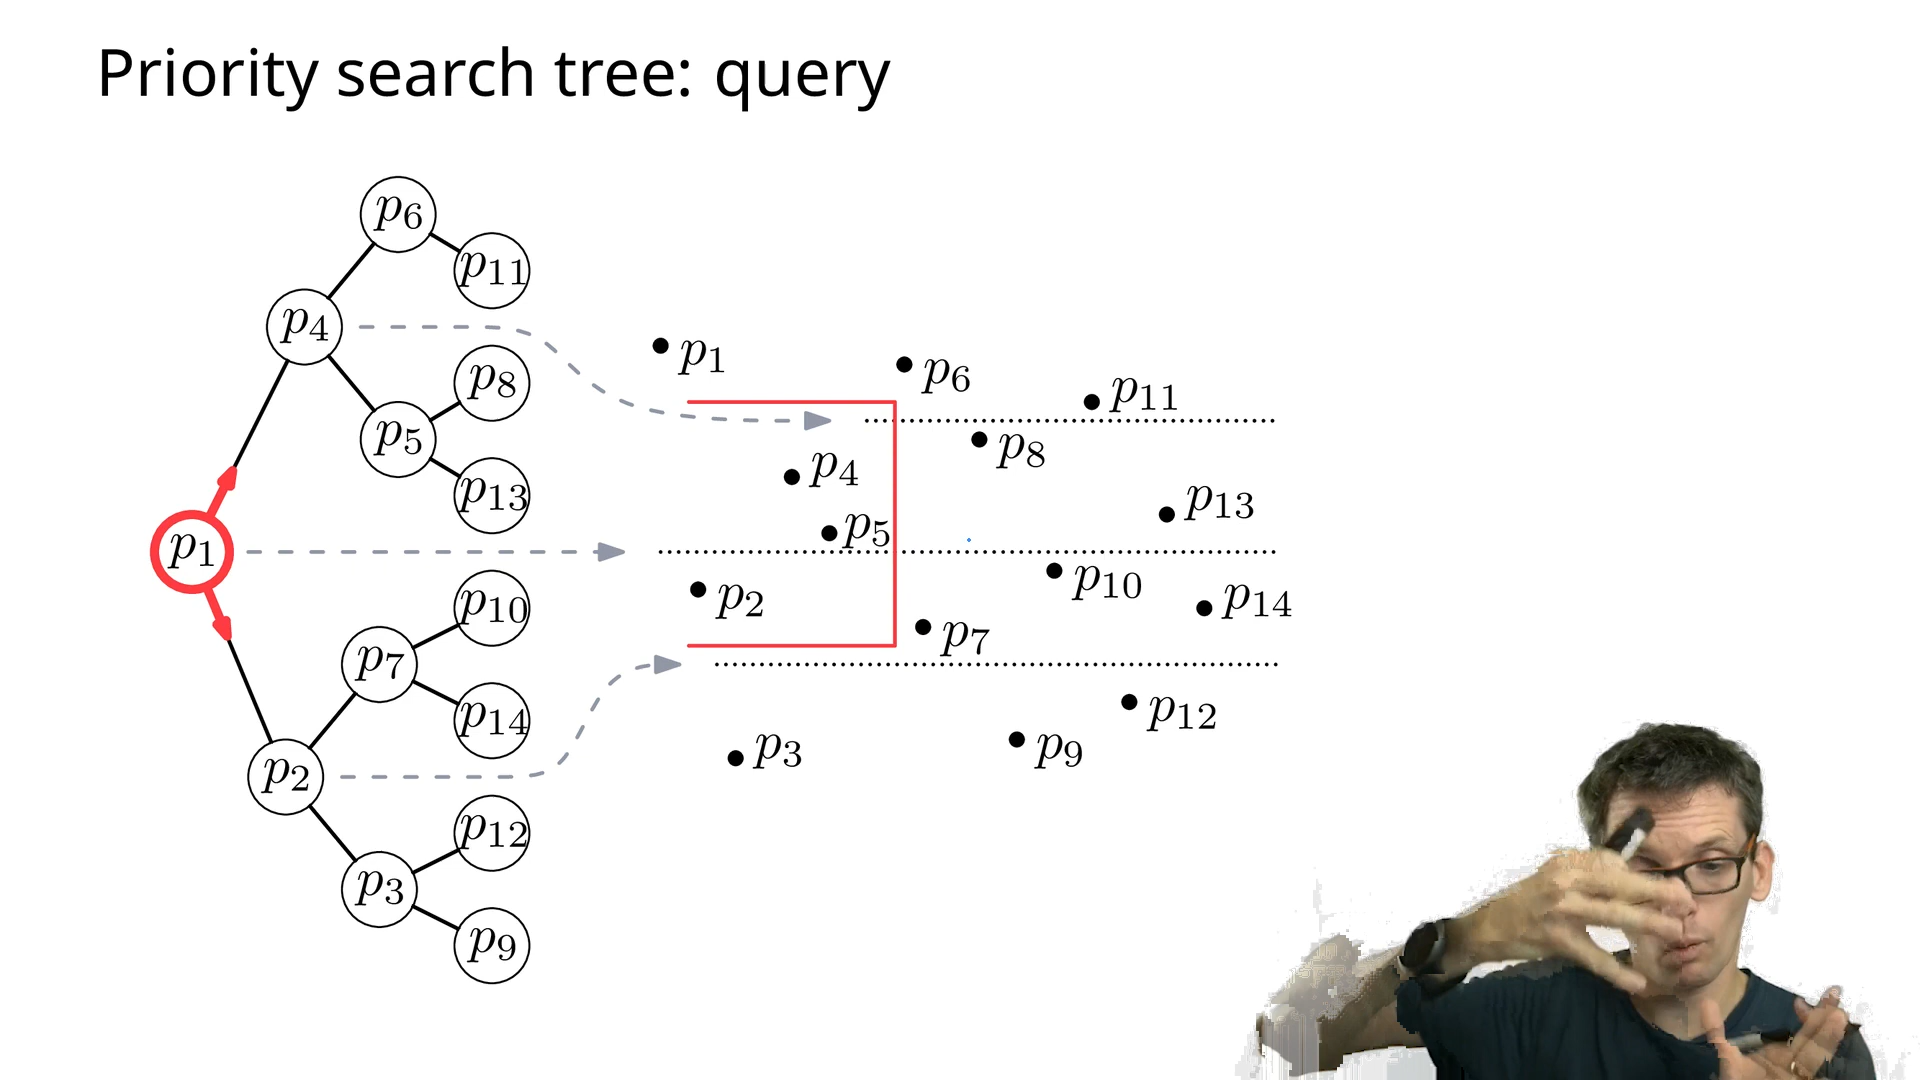 Priority search tree: query
p6
p11
p4
p8
p5
p13
p1
p10
p7
p14
p2
p12
p3
p9
p1
p6
p11
p8
p4
p13
p5
p10
p2
p14
p7
p12
p3
p9